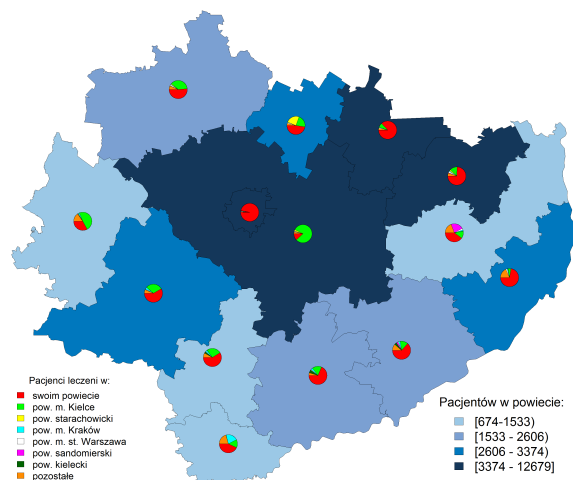 Pacjenci leczeni w:
swoim powiecie
pow. m. Kielce
pow. starachowicki
pow. m. Kraków
pow. m. st. Warszawa
pow. sandomierski
pow. kielecki
pozostałe
Pacjentów w powiecie:
[674-1533)
[1533 - 2606)
[2606 - 3374)
[3374 - 12679]